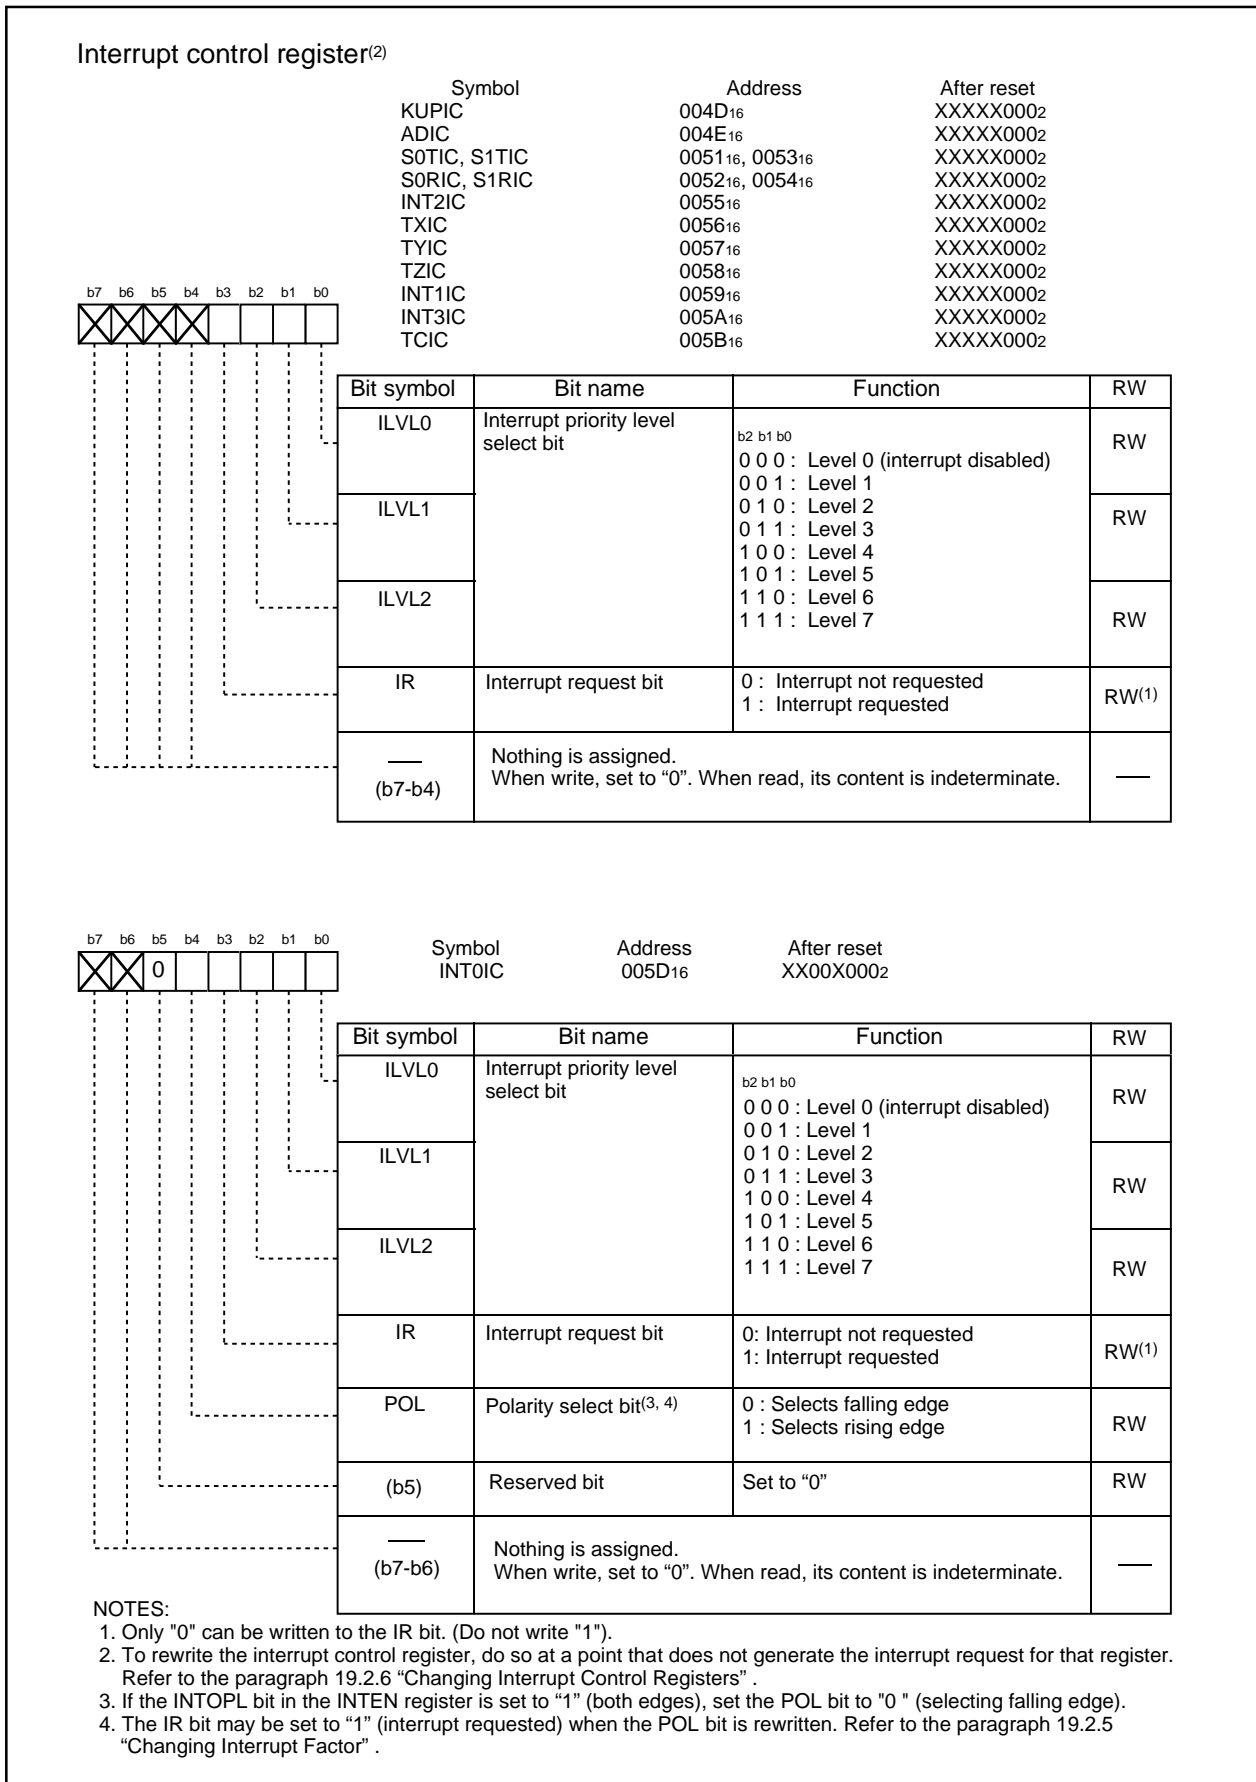 Interrupt control register(2)
Symbol Address After reset
KUPIC 004D16 XXXXX0002
ADIC 004E16 XXXXX0002
S0TIC, S1TIC 005116, 005316 XXXXX0002
S0RIC, S1RIC 005216, 005416 XXXXX0002
INT2IC 005516 XXXXX0002
TXIC 005616 XXXXX0002
TYIC 005716 XXXXX0002
TZIC 005816 XXXXX0002
INT1IC 005916 XXXXX0002
INT3IC 005A16 XXXXX0002
TCIC 005B16 XXXXX0002
b7 b6 b5 b4 b3 b2 b1 b0
Bit symbol Bit name Function RW
ILVL0 Interrupt priority level
select bit
b2 b1 b0
0 0 0 : Level 0 (interrupt disabled)
RW
0 0 1 : Level 1
ILVL1 0 1 0 : Level 2 RW
0 1 1 : Level 3
1 0 0 : Level 4
1 0 1 : Level 5
ILVL2 1 1 0 : Level 6 RW
1 1 1 : Level 7
IR Interrupt request bit 0 : Interrupt not requested RW(1)
1 : Interrupt requested
(b7-b4)
Nothing is assigned.
When write, set to “0”. When read, its content is indeterminate.
b7 b6 b5 b4 b3 b2 b1 b0
0
Symbol Address After reset
INT0IC 005D16 XX00X0002
Bit symbol Bit name Function RW
ILVL0 Interrupt priority level
select bit
b2 b1 b0
0 0 0 : Level 0 (interrupt disabled)
RW
0 0 1 : Level 1
ILVL1 0 1 0 : Level 2
0 1 1 : Level 3 RW
1 0 0 : Level 4
1 0 1 : Level 5
ILVL2 1 1 0 : Level 6
1 1 1 : Level 7 RW
IR Interrupt request bit 0: Interrupt not requested
1: Interrupt requested RW(1)
POL Polarity select bit(3, 4) 0 : Selects falling edge
1 : Selects rising edge RW
(b5) Reserved bit Set to “0” RW
(b7-b6)
Nothing is assigned.
When write, set to “0”. When read, its content is indeterminate.
NOTES:
1. Only "0" can be written to the IR bit. (Do not write "1").
2. To rewrite the interrupt control register, do so at a point that does not generate the interrupt request for that register.
Refer to the paragraph 19.2.6 “Changing Interrupt Control Registers” .
3. If the INTOPL bit in the INTEN register is set to “1” (both edges), set the POL bit to "0 " (selecting falling edge).
4. The IR bit may be set to “1” (interrupt requested) when the POL bit is rewritten. Refer to the paragraph 19.2.5
“Changing Interrupt Factor” .